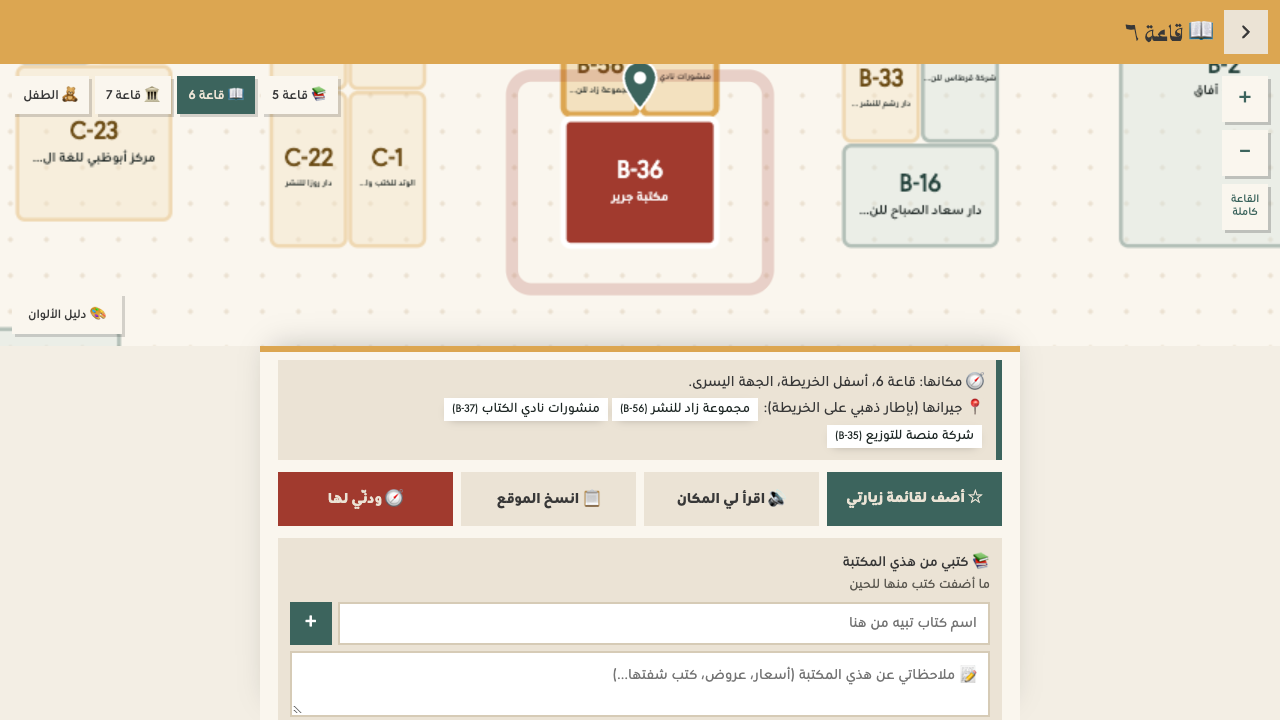 📖 قاعة ٦
📚 قاعة 5
📖 قاعة 6
🏛 قاعة 7
🧸 الطفل
+
−
القاعة
كاملة
B-2
آفاق
B-33
دار رشم للنشر ...
شركة قرطاس للن...
B-16
دار سعاد الصباح للن...
B-56
مجموعة زاد للن...
منشورات نادي
B-36
مكتبة جرير
C-1
الولد للكتب ولـ...
C-22
دار روزا للنشر
C-23
مركز أبوظبي للغة ال...
🎨 دليل الألوان
🧭 مكانها: قاعة 6، أسفل الخريطة، الجهة اليسرى.
📍 جيرانها (بإطار ذهبي على الخريطة): مجموعة زاد للنشر (B-56) منشورات نادي الكتاب (B-37)
شركة منصة للتوزيع (B-35)
☆ أضف لقائمة زيارتي
🔈 اقرأ لي المكان
📋 انسخ الموقع
🧭 ودّني لها
📚 كتبي من هذي المكتبة
ما أضفت كتب منها للحين
اسم كتاب تبيه من هنا
+
📝 ملاحظاتي عن هذي المكتبة (أسعار، عروض، كتب شفتها...)